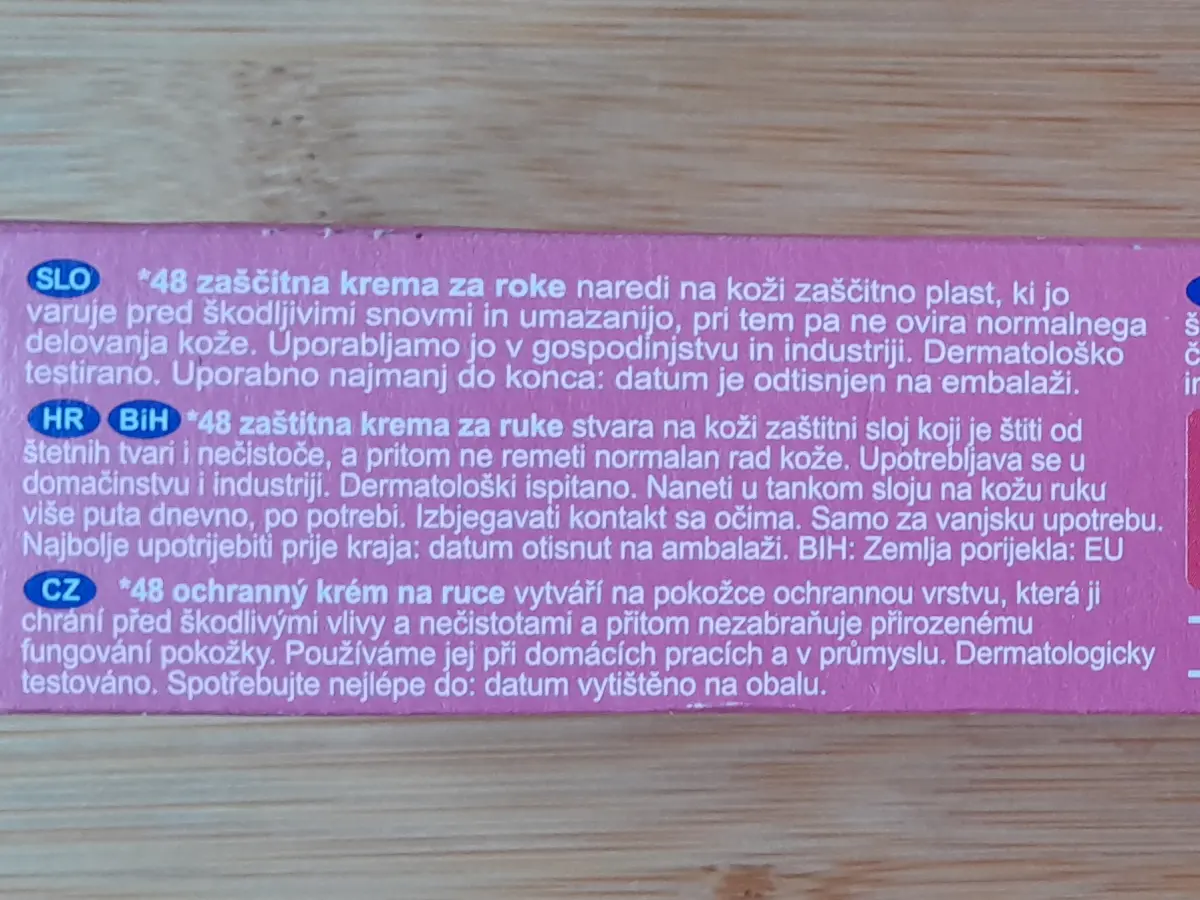 SLO *48 zaščitna krema za roke naredi na koži zaščitno plast, ki jo
varuje pred škodljivimi snovmi in umazanijo, pri tem pa ne ovira normalnega
delovanja kože. Uporabljamo jo v gospodinjstvu in industriji. Dermatološko
testirano. Uporabno najmanj do konca: datum je odtisnjen na embalaži.
HR BiH *48 zaštitna krema za ruke stvara na koži zaštitni sloj koji je štiti od
štetnih tvari i nečistoče, a pritom ne remeti normalan rad kože. Upotrebljava se u
domačinstvu i industriji. Dermatološki ispitano. Naneti u tankom sloju na kožu ruku
više puta dnevno, po potrebi. Izbjegavati kontakt sa očima. Samo za vanjsku upotrebu.
Najbolje upotrijebiti prije kraja: datum otisnut na ambalaži. BIH: Zemlja porijekla: EU
CZ *48 ochranný krém na ruce vytváří na pokožce ochrannou vrstvu, která ji
chrání před škodlivými vlivy a nečistotami a přitom nezabraňuje přirozenému
fungování pokožky. Používáme jej při domácích pracích a v průmyslu. Dermatologicky
testováno. Spotřebujte nejlépe do: datum vytištěno na obalu.